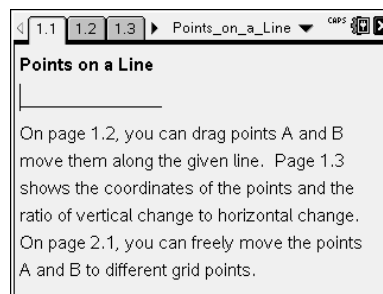 1.1 1.2 1.3 Points_on_a_Line CAPS
Points on a Line
On page 1.2, you can drag points A and B
move them along the given line. Page 1.3
shows the coordinates of the points and the
ratio of vertical change to horizontal change.
On page 2.1, you can freely move the points
A and B to different grid points.